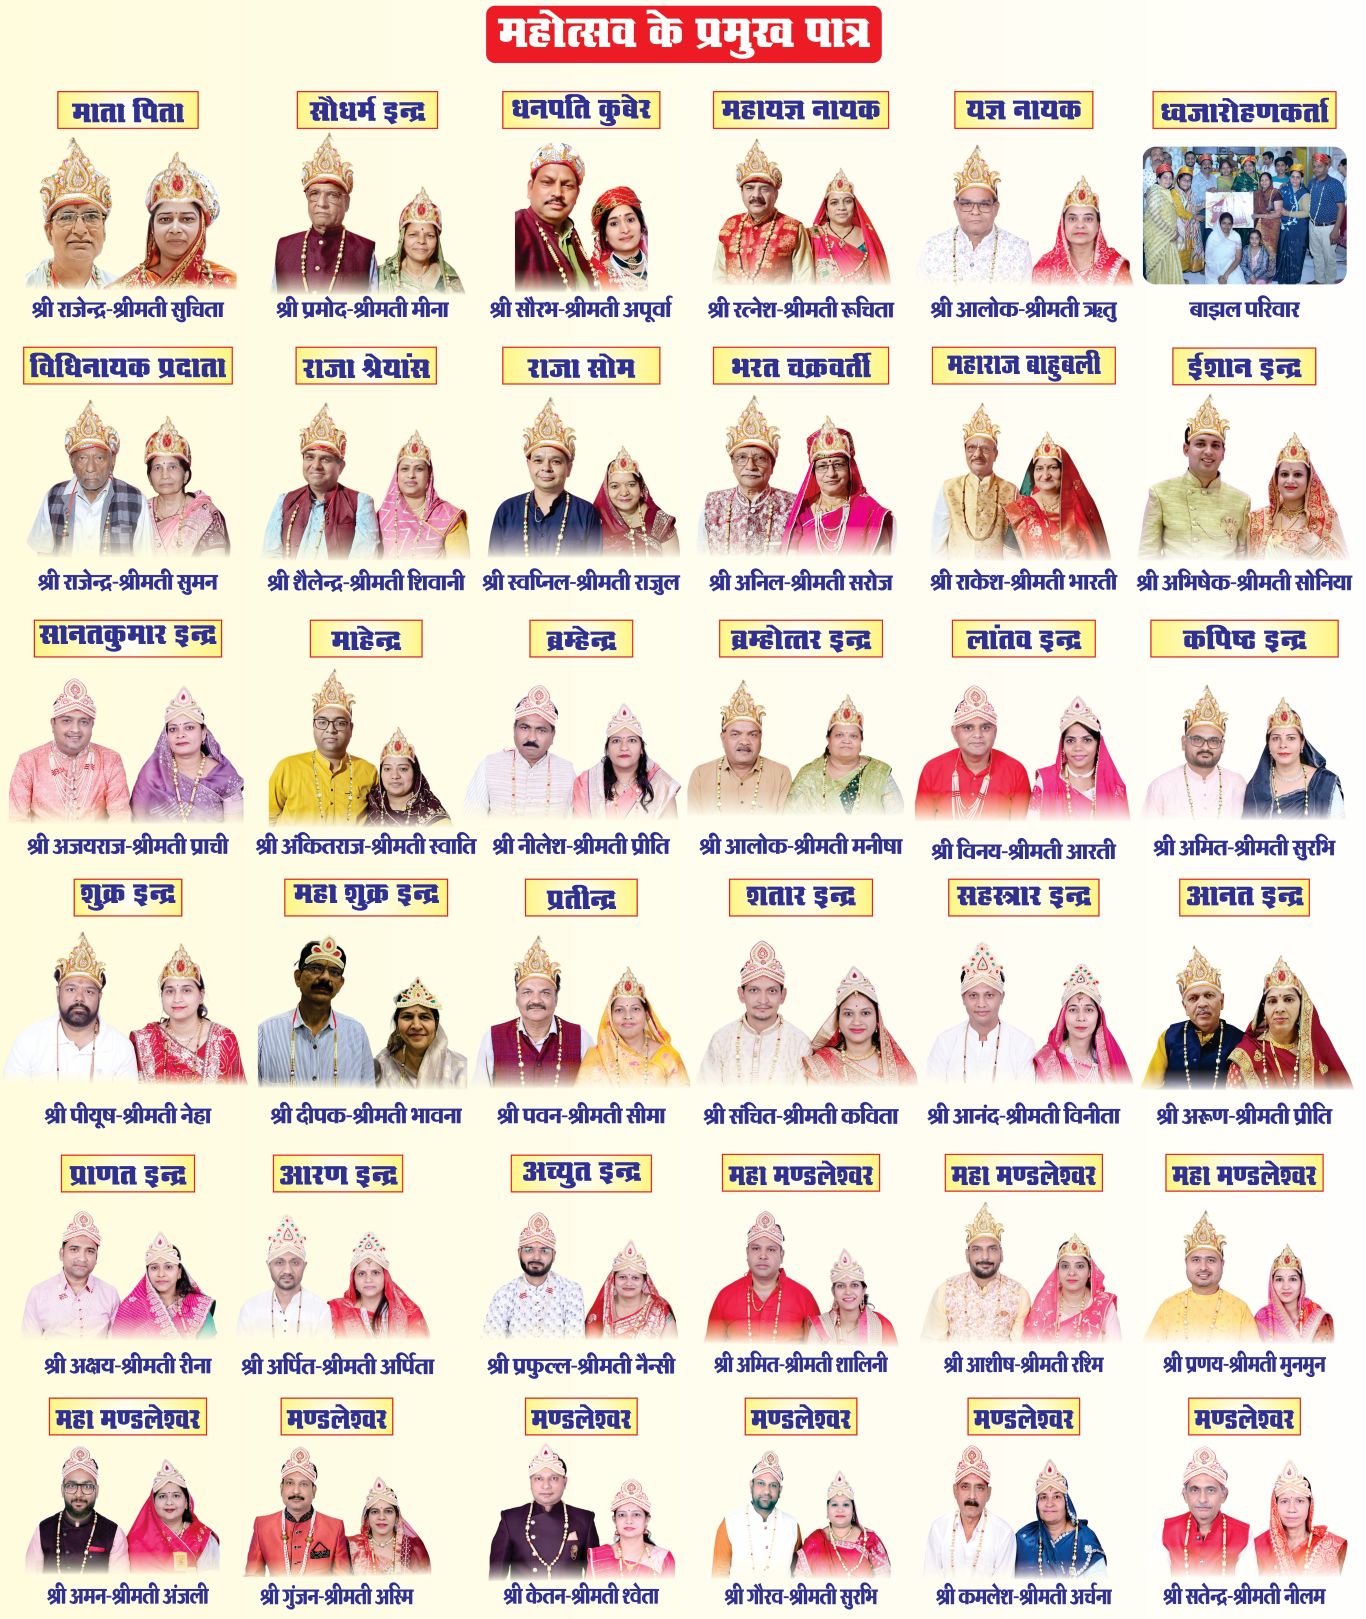 महोत्सव के प्रमुख पात्र
माता पिता
सौधर्म इन्द्र
धनपति कुबेर
महायज्ञ नायक
यज्ञ नायक
ध्वजारोहणकर्ता
श्री राजेन्द्र-श्रीमती सुचिता
श्री प्रमोद-श्रीमती मीना
श्री सौरभ-श्रीमती अपूर्वा
श्री रत्नेश-श्रीमती रूचिता
श्री आलोक-श्रीमती ऋतु
बाझल परिवार
विधिनायक प्रदाता
राजा श्रेयांस
राजा सोम
भरत चक्रवर्ती
महाराज बाहुबली
ईशान इन्द्र
श्री राजेन्द्र-श्रीमती सुमन
श्री शैलेन्द्र-श्रीमती शिवानी
श्री स्वप्निल-श्रीमती राजुल
श्री अनिल-श्रीमती सरोज
श्री राकेश-श्रीमती भारती
श्री अभिषेक-श्रीमती सोनिया
सानतकुमार इन्द्र
माहेन्द्र
ब्रम्हेन्द्र
ब्रम्होत्तर इन्द्र
लांतव इन्द्र
कपिष्ट इन्द्र
श्री अजयराज-श्रीमती प्राची
श्री अंकितराज-श्रीमती स्वाति
श्री नीलेश-श्रीमती प्रीति
श्री आलोक-श्रीमती मनीषा
श्री विनय-श्रीमती आरती
श्री अमित-श्रीमती सुरभि
शुक्र इन्द्र
महा शुक्र इन्द्र
प्रतीन्द्र
शतार इन्द्र
सहस्त्रार इन्द्र
आनत इन्द्र
श्री पीयूष-श्रीमती नेहा
श्री दीपक-श्रीमती भावना
श्री पवन-श्रीमती सीमा
श्री संचित-श्रीमती कविता
श्री आनंद-श्रीमती विनीता
श्री अरूण-श्रीमती प्रीति
प्राणत इन्द्र
आरण इन्द्र
अच्युत इन्द्र
महा मण्डलेश्वर
महा मण्डलेश्वर
महा मण्डलेश्वर
श्री अक्षय-श्रीमती रीना
श्री अर्पित-श्रीमती अर्पिता
श्री प्रफुल्ल-श्रीमती नैन्सी
श्री अमित-श्रीमती शालिनी
श्री आशीष-श्रीमती रश्मि
श्री प्रणय-श्रीमती मुनमुन
महा मण्डलेश्वर
मण्डलेश्वर
मण्डलेश्वर
मण्डलेश्वर
मण्डलेश्वर
मण्डलेश्वर
श्री अमन-श्रीमती अंजली
श्री गुंजन-श्रीमती अस्मि
श्री केतन-श्रीमती श्वेता
श्री गौरव-श्रीमती सुरभि
श्री कमलेश-श्रीमती अर्चना
श्री सतेन्द्र-श्रीमती नीलम